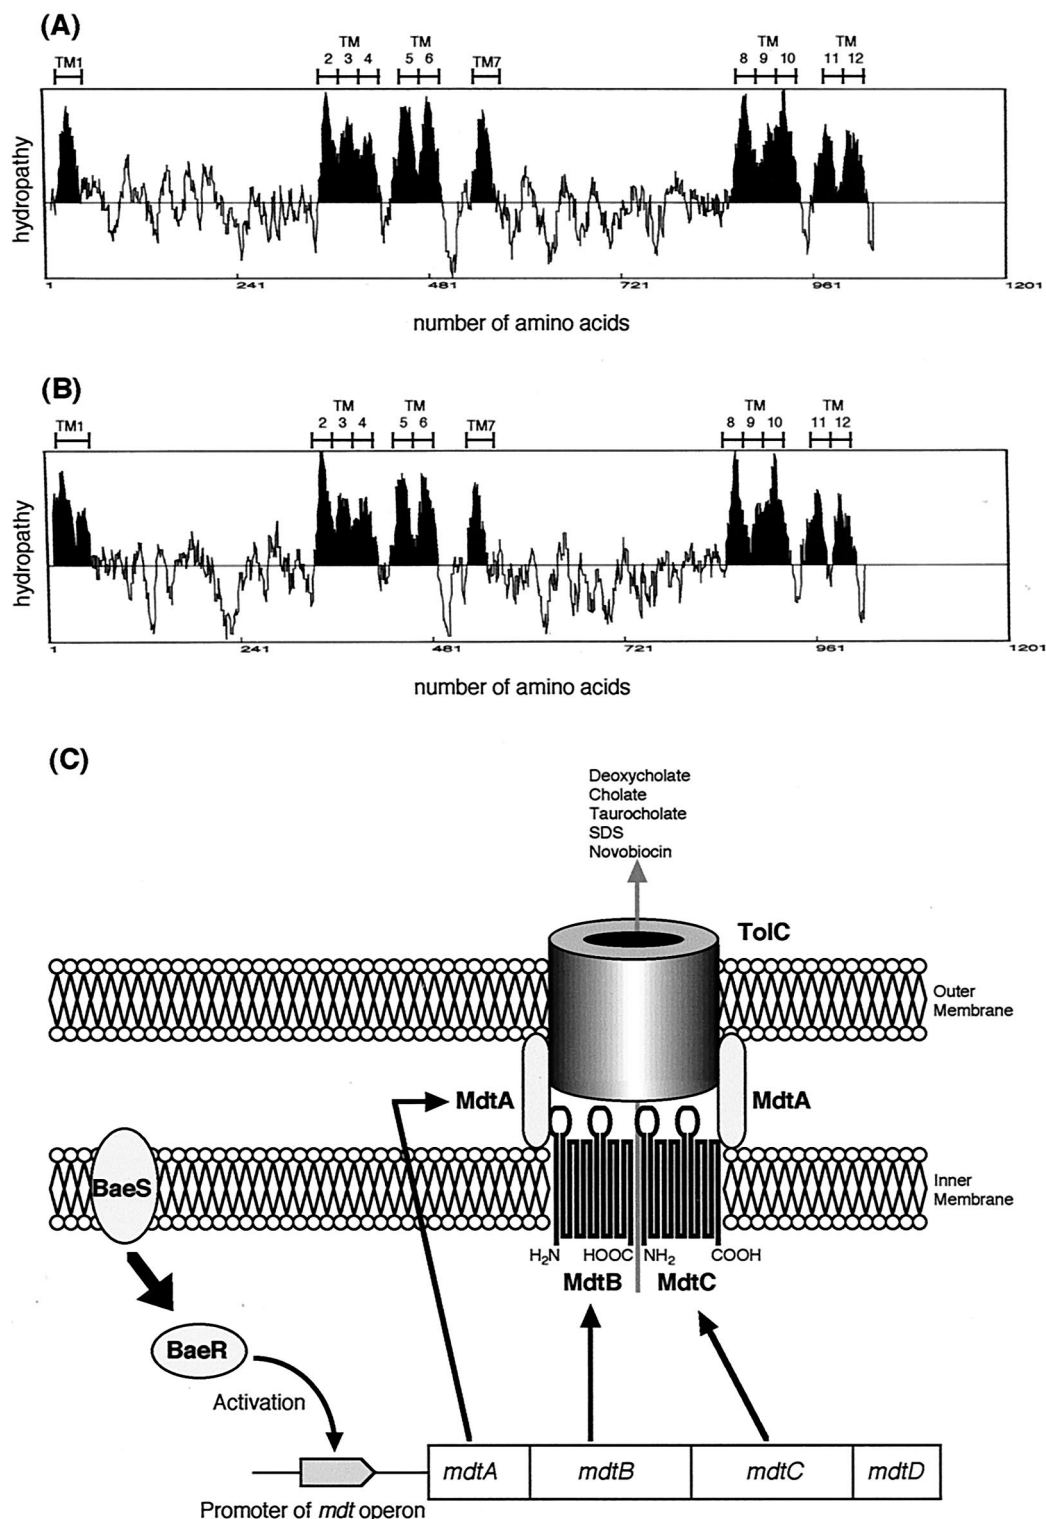 (A)
TM TM TM TM
TM1 2 3 4 5 6 TM7 8 9 10 11 12
hydropathy
1 241 481 721 961 1201
number of amino acids
(B)
TM TM TM TM
TM1 2 3 4 5 6 TM7 8 9 10 11 12
hydropathy
1 241 481 721 961 1201
number of amino acids
(C)
Deoxycholate
Cholate
Taurocholate
SDS
Novobiocin
TolC
Outer
Membrane
MdtA MdtA
BaeS
Inner
Membrane
H2N HOOC NH2 COOH
MdtB MdtC
BaeR
Activation
mdtA mdtB mdtC mdtD
Promoter of mdt operon